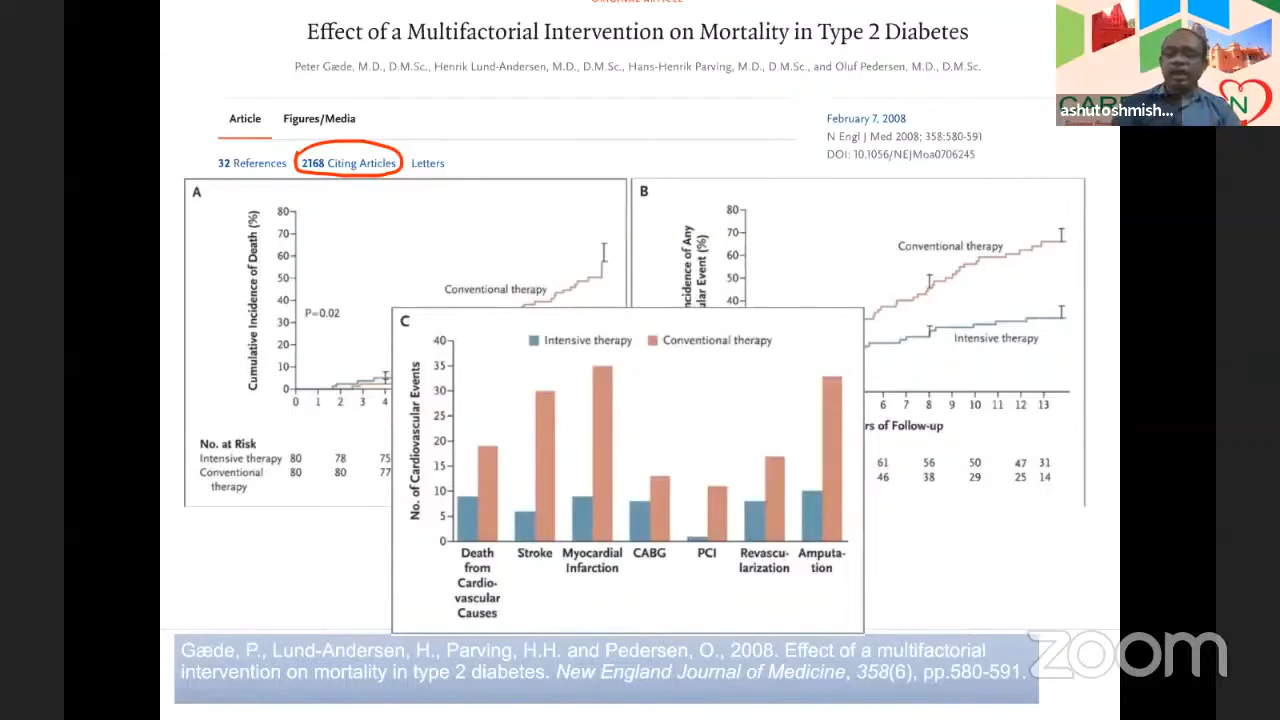 ORIGINAL ARTICLE
Effect of a Multifactorial Intervention on Mortality in Type 2 Diabetes
Peter Gæde, M.D., D.M.Sc., Henrik Lund-Andersen, M.D., D.M.Sc., Hans-Henrik Parving, M.D., D.M.Sc., and Oluf Pedersen, M.D., D.M.Sc.
ashutoshmish...
Article Figures/Media
February 7, 2008
N Engl J Med 2008; 358:580-591
DOI: 10.1056/NEJMoa0706245
32 References 2168 Citing Articles Letters
A
Cumulative Incidence of Death (%)
80
70
60
50
40
30
20
10
0
Conventional therapy
P=0.02
0 1 2 3 4
No. at Risk
Intensive therapy 80 78 75
Conventional 80 80 77
therapy
B
80
70
60
50
40
Conventional therapy
Intensive therapy
6 7 8 9 10 11 12 13
rs of Follow-up
61 56 50 47 31
46 38 29 25 14
C
Intensive therapy Conventional therapy
No. of Cardiovascular Events
40
35
30
25
20
15
10
5
0
Death
from
Cardio-
vascular
Causes
Stroke
Myocardial
Infarction
CABG
PCI
Revascu-
larization
Amputa-
tion
Gæde, P., Lund-Andersen, H., Parving, H.H. and Pedersen, O., 2008. Effect of a multifactorial
intervention on mortality in type 2 diabetes. New England Journal of Medicine, 358(6), pp.580-591.
zoom